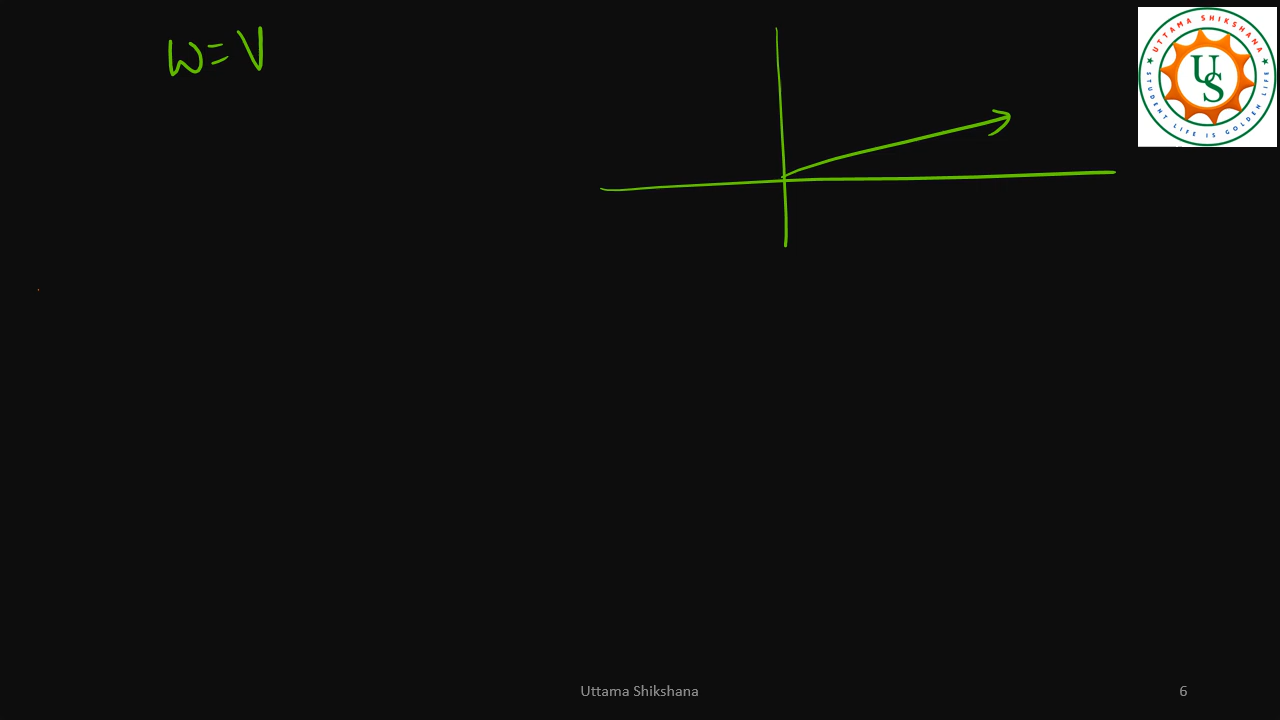 W=V
UTTAMA SHIKSHANA
US
STUDENT LIFE IS GOLDEN LIFE
Uttama Shikshana
6